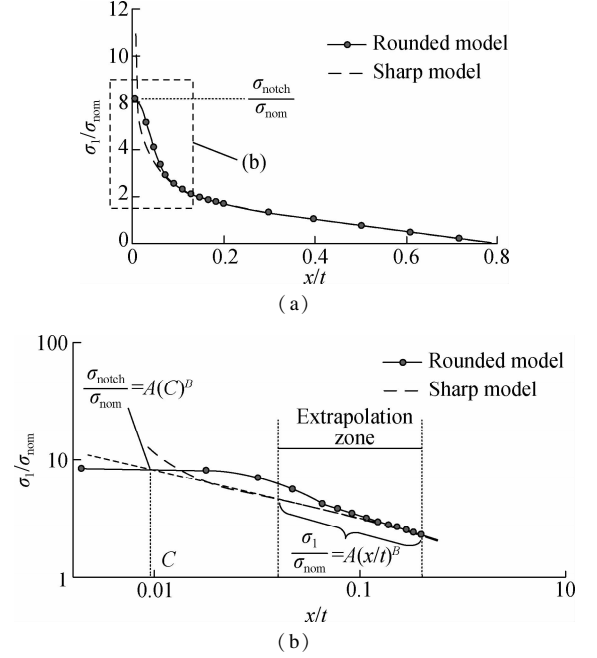 12
10
8
4
2
0
σ₁/σnom
Rounded model
Sharp model
σnotch/σnom
(b)
0 0.2 0.4 0.6 0.8
x/t
(a)
100
10
1
σ₁/σnom
Rounded model
Sharp model
σnotch/σnom=A(C)^B
Extrapolation
zone
σ₁/σnom=A(x/t)^B
C
0.01 0.1 10
x/t
(b)